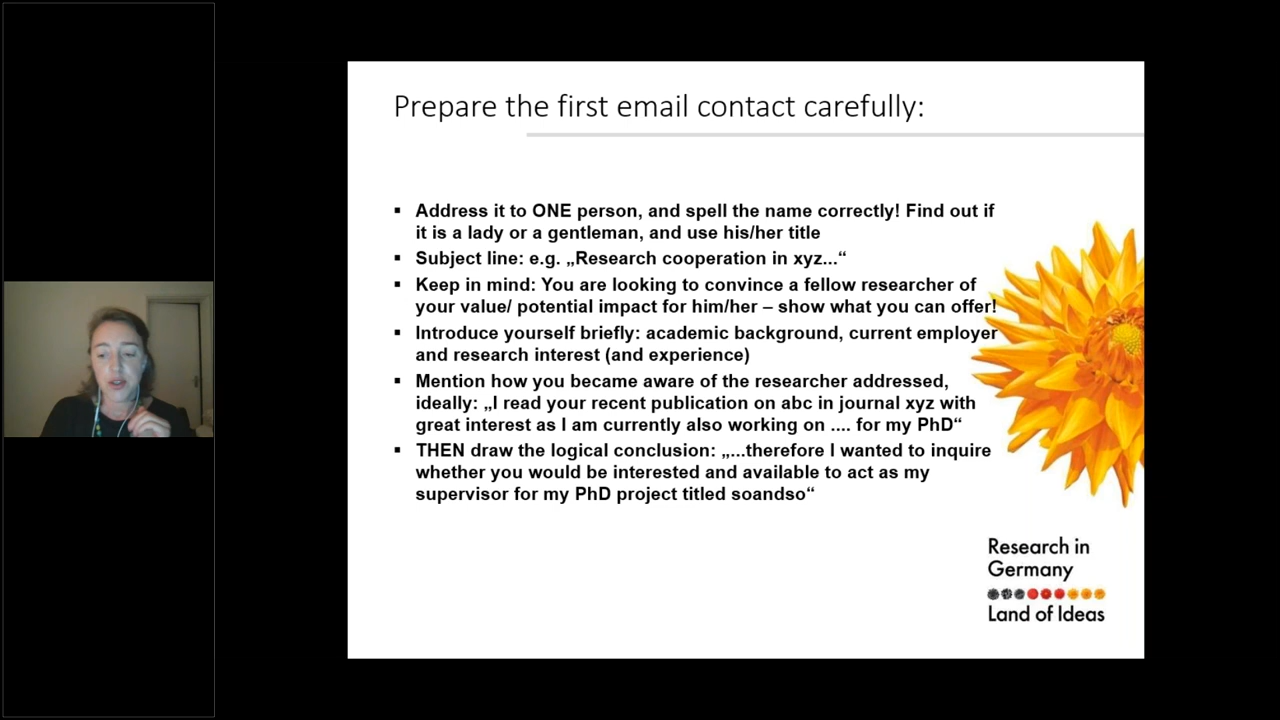 Prepare the first email contact carefully:
▪ Address it to ONE person, and spell the name correctly! Find out if
it is a lady or a gentleman, and use his/her title
▪ Subject line: e.g. „Research cooperation in xyz...“
▪ Keep in mind: You are looking to convince a fellow researcher of
your value/ potential impact for him/her – show what you can offer!
▪ Introduce yourself briefly: academic background, current employer
and research interest (and experience)
▪ Mention how you became aware of the researcher addressed,
ideally: „I read your recent publication on abc in journal xyz with
great interest as I am currently also working on .... for my PhD“
▪ THEN draw the logical conclusion: „...therefore I wanted to inquire
whether you would be interested and available to act as my
supervisor for my PhD project titled soandso“
Research in
Germany
Land of Ideas